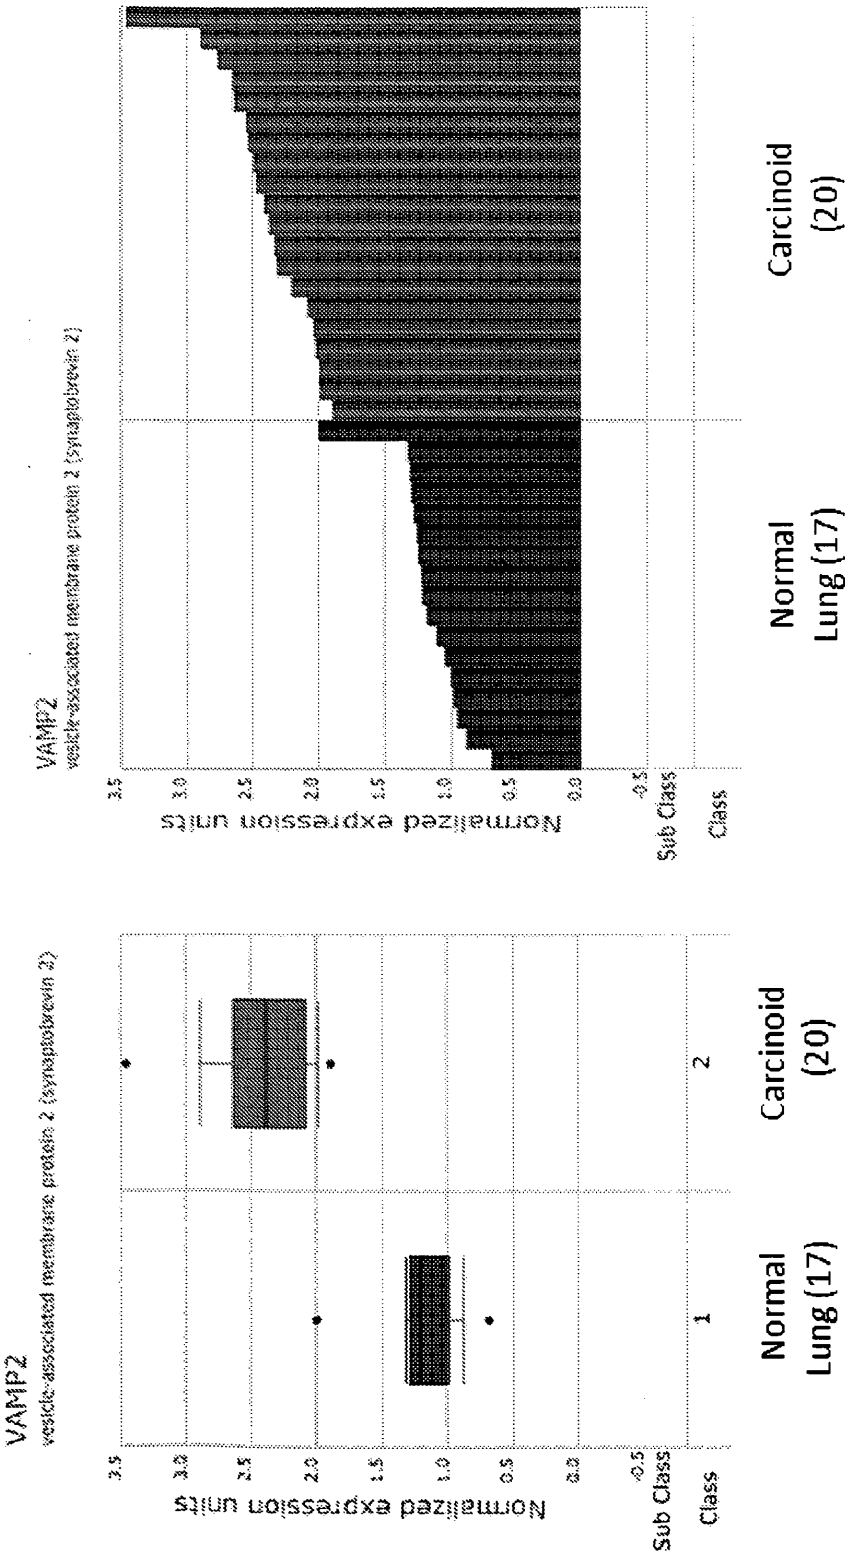 VAMP2
vesicle-associated membrane protein 2 (synaptobrevin 2)
Normalized expression units
3.5
3.0
2.5
2.0
1.5
1.0
0.5
0.0
-0.5
Sub Class
Class
1
2
Normal
Lung (17)
Carcinoid
(20)
VAMP2
vesicle-associated membrane protein 2 (synaptobrevin 2)
Normalized expression units
3.5
3.0
2.5
2.0
1.5
1.0
0.5
0.0
-0.5
Sub Class
Class
Normal
Lung (17)
Carcinoid
(20)